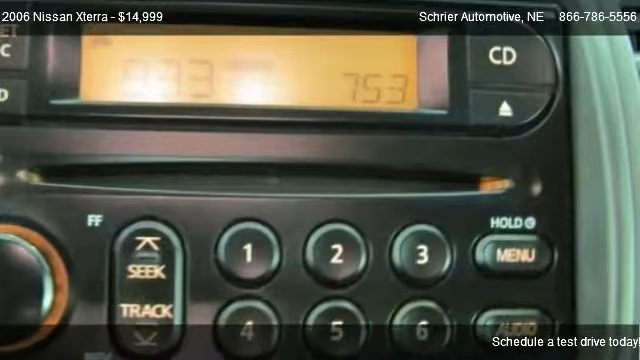 2006 Nissan Xterra - $14,999 Schrier Automotive, NE 866-786-5556
C
CD
753
D
FF
HOLD
SEEK
1 2 3 MENU
TRACK
4 5 6 AUDIO
Schedule a test drive today